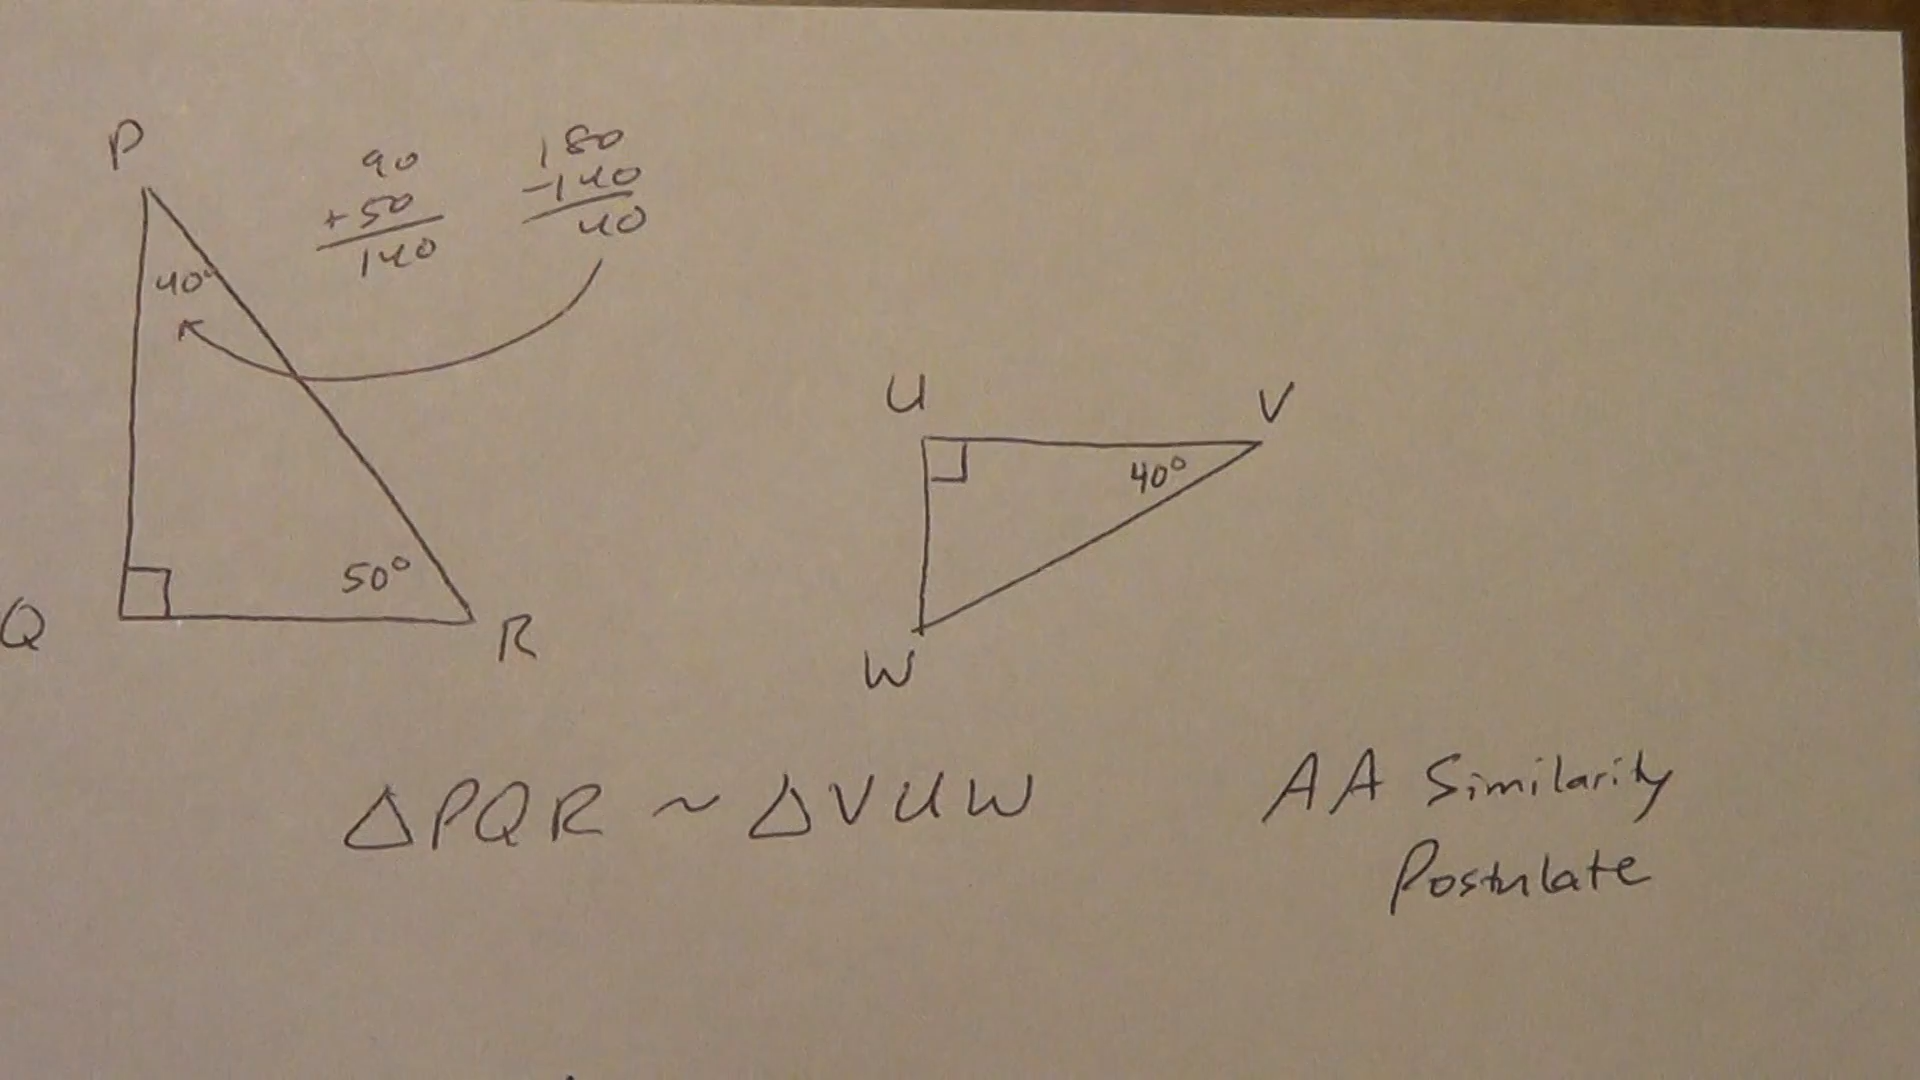 P
90
+50
140
180
-140
40
40°
50°
Q
R
U
V
40°
W
△PQR ~ △VUW
AA Similarity
Postulate